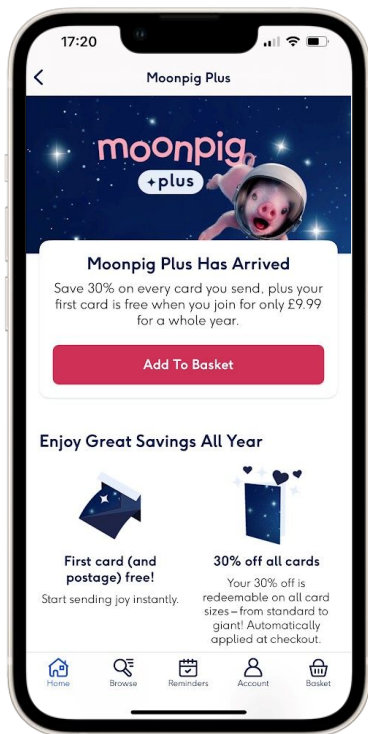 17:20
Moonpig Plus
moonpig
+plus
Moonpig Plus Has Arrived
Save 30% on every card you send, plus your
first card is free when you join for only £9.99
for a whole year.
Add To Basket
Enjoy Great Savings All Year
First card (and
postage) free!
Start sending joy instantly.
30% off all cards
Your 30% off is
redeemable on all card
sizes – from standard to
giant! Automatically
applied at checkout.
Home
Browse
Reminders
Account
Basket